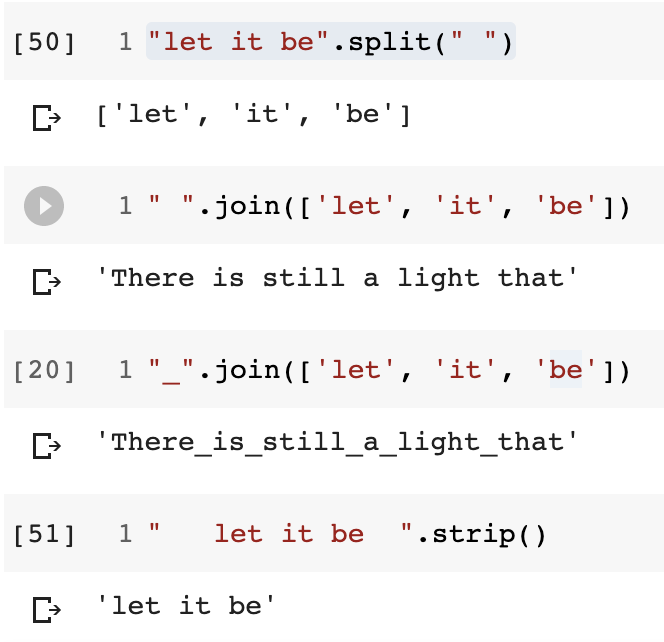 [50] 1 "let it be".split(" ")
['let', 'it', 'be']
1 " ".join(['let', 'it', 'be'])
'There is still a light that'
[20] 1 "_".join(['let', 'it', 'be'])
'There_is_still_a_light_that'
[51] 1 "   let it be  ".strip()
'let it be'